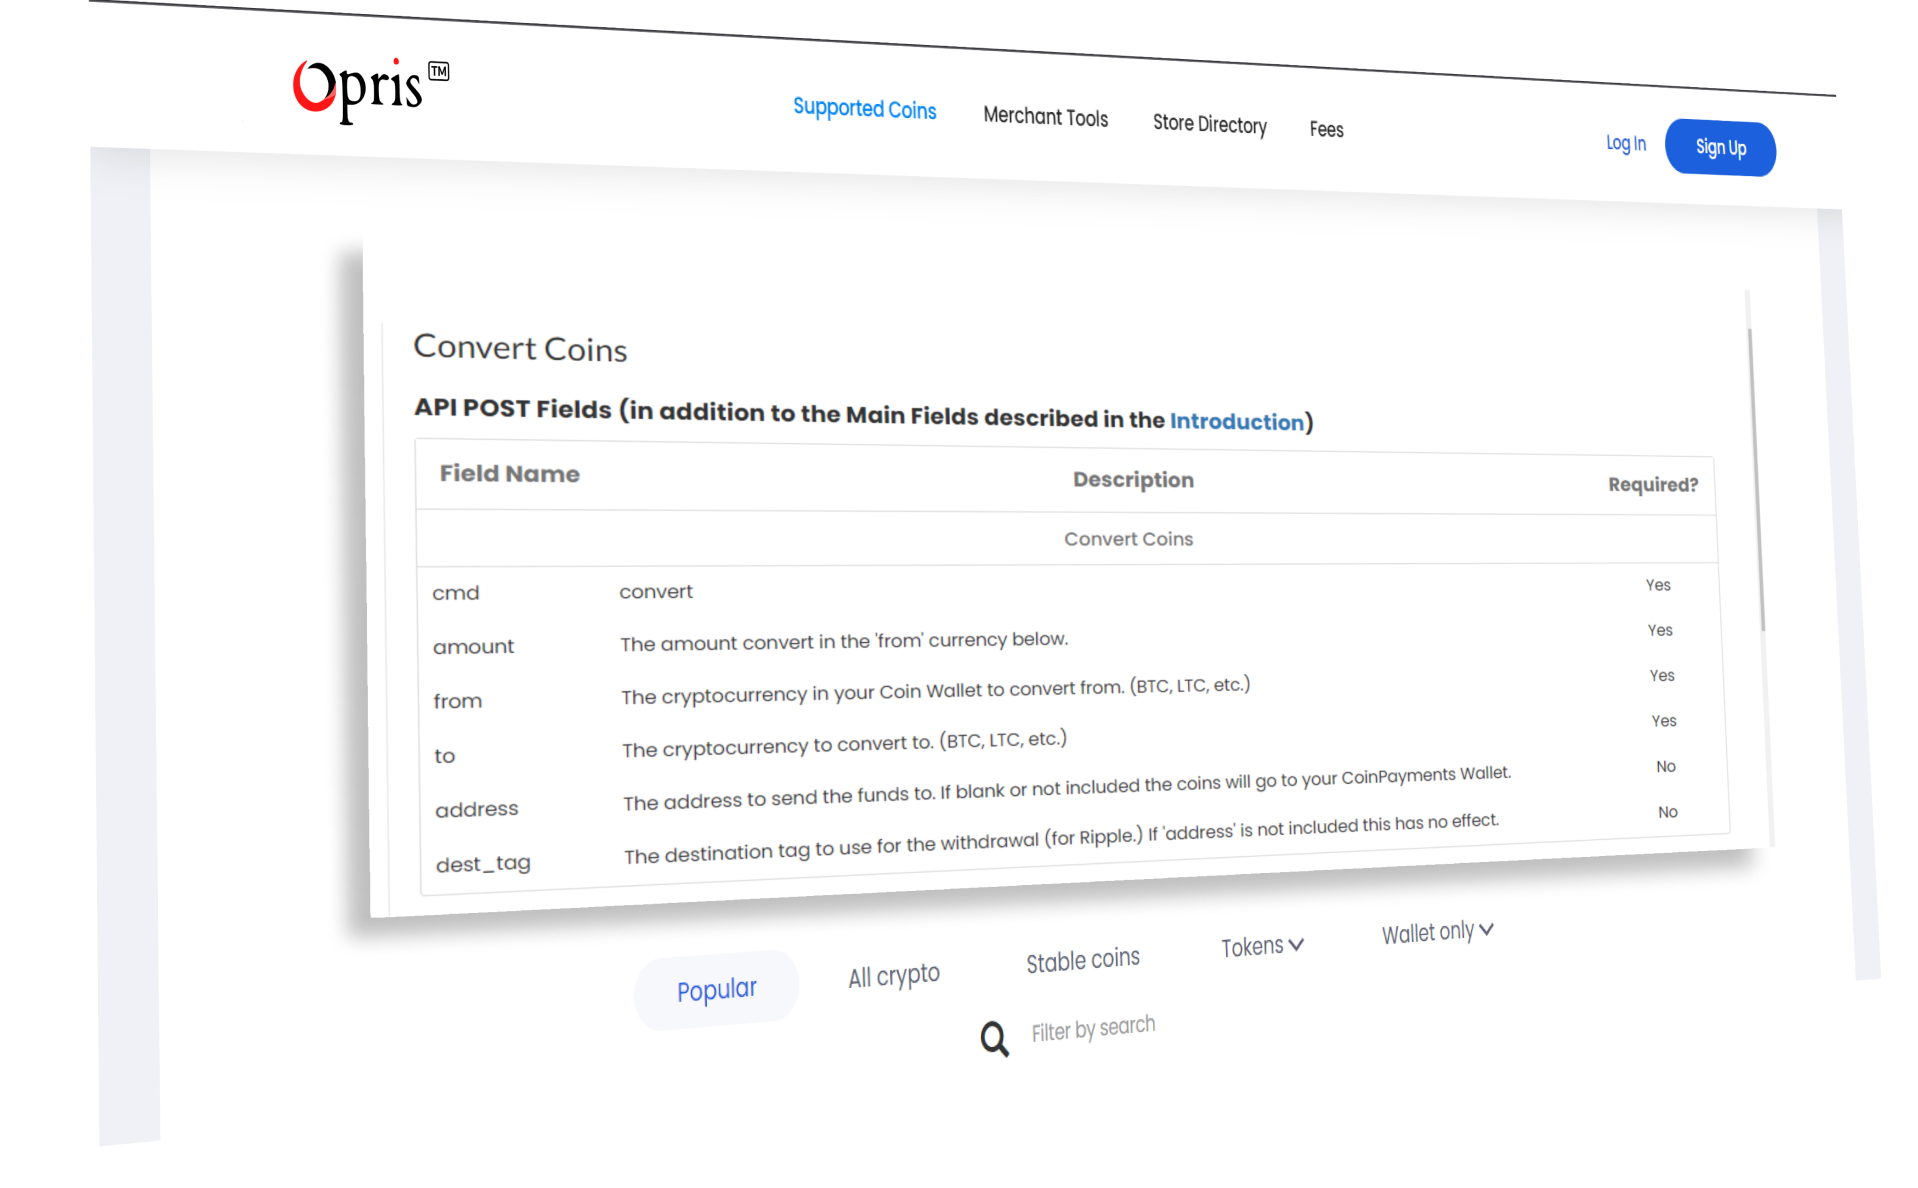 Opris TM
Supported Coins Merchant Tools Store Directory Fees Log In Sign Up
Convert Coins
API POST Fields (in addition to the Main Fields described in the Introduction)
Field Name Description Required?
Convert Coins
cmd convert Yes
amount The amount convert in the 'from' currency below. Yes
from The cryptocurrency in your Coin Wallet to convert from. (BTC, LTC, etc.) Yes
to The cryptocurrency to convert to. (BTC, LTC, etc.) Yes
address The address to send the funds to. If blank or not included the coins will go to your CoinPayments Wallet. No
dest_tag The destination tag to use for the withdrawal (for Ripple.) If 'address' is not included this has no effect. No
Popular All crypto Stable coins Tokens Wallet only
Filter by search